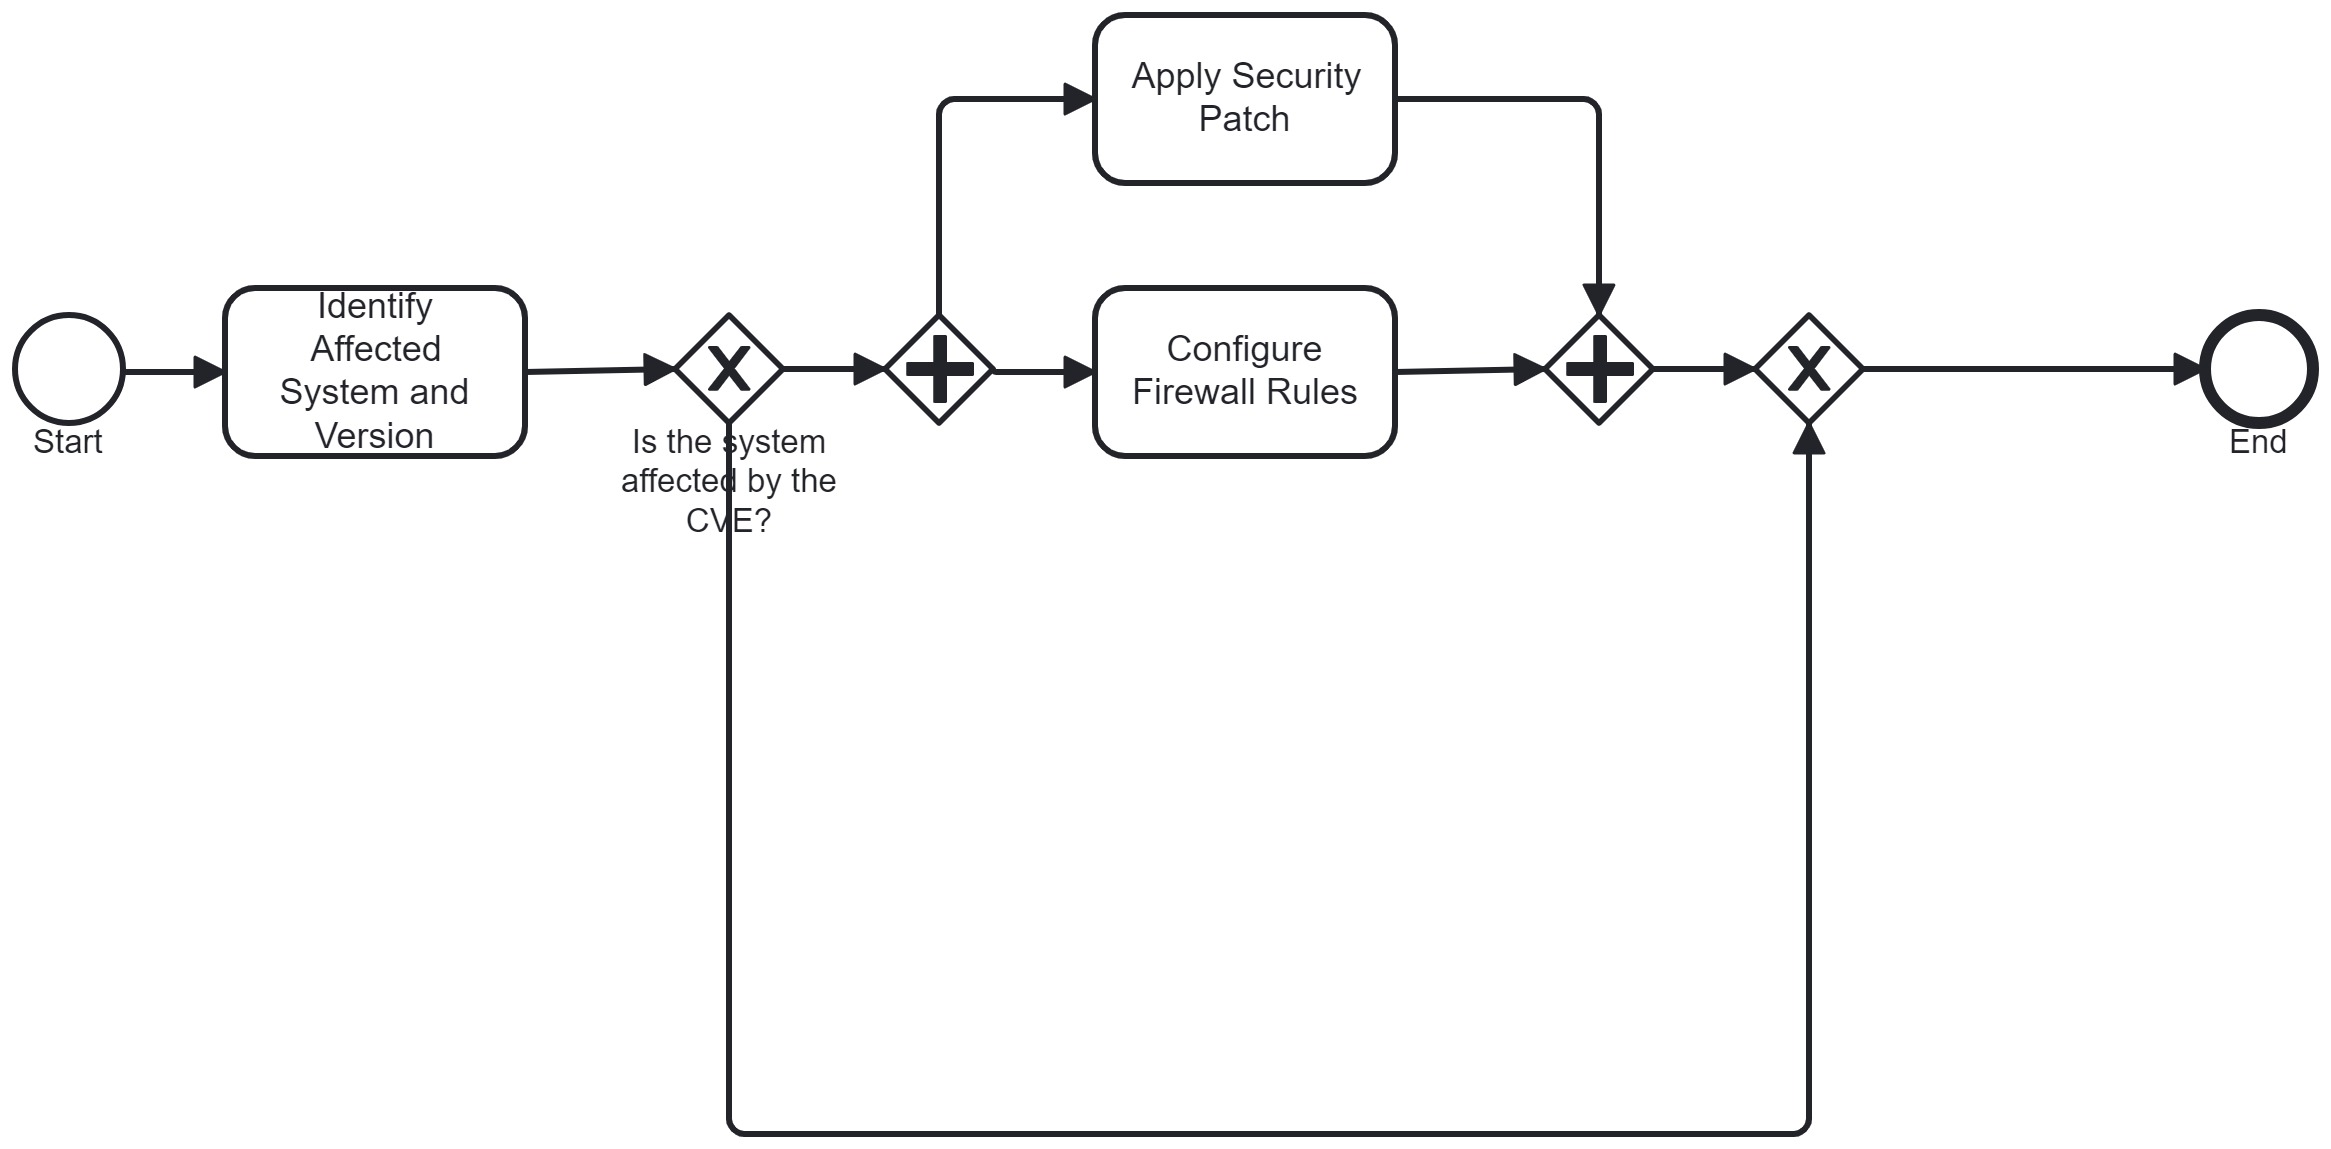 Apply Security
Patch
Identify
Affected
System and
Version
Configure
Firewall Rules
Start
Is the system
affected by the
CVE?
End